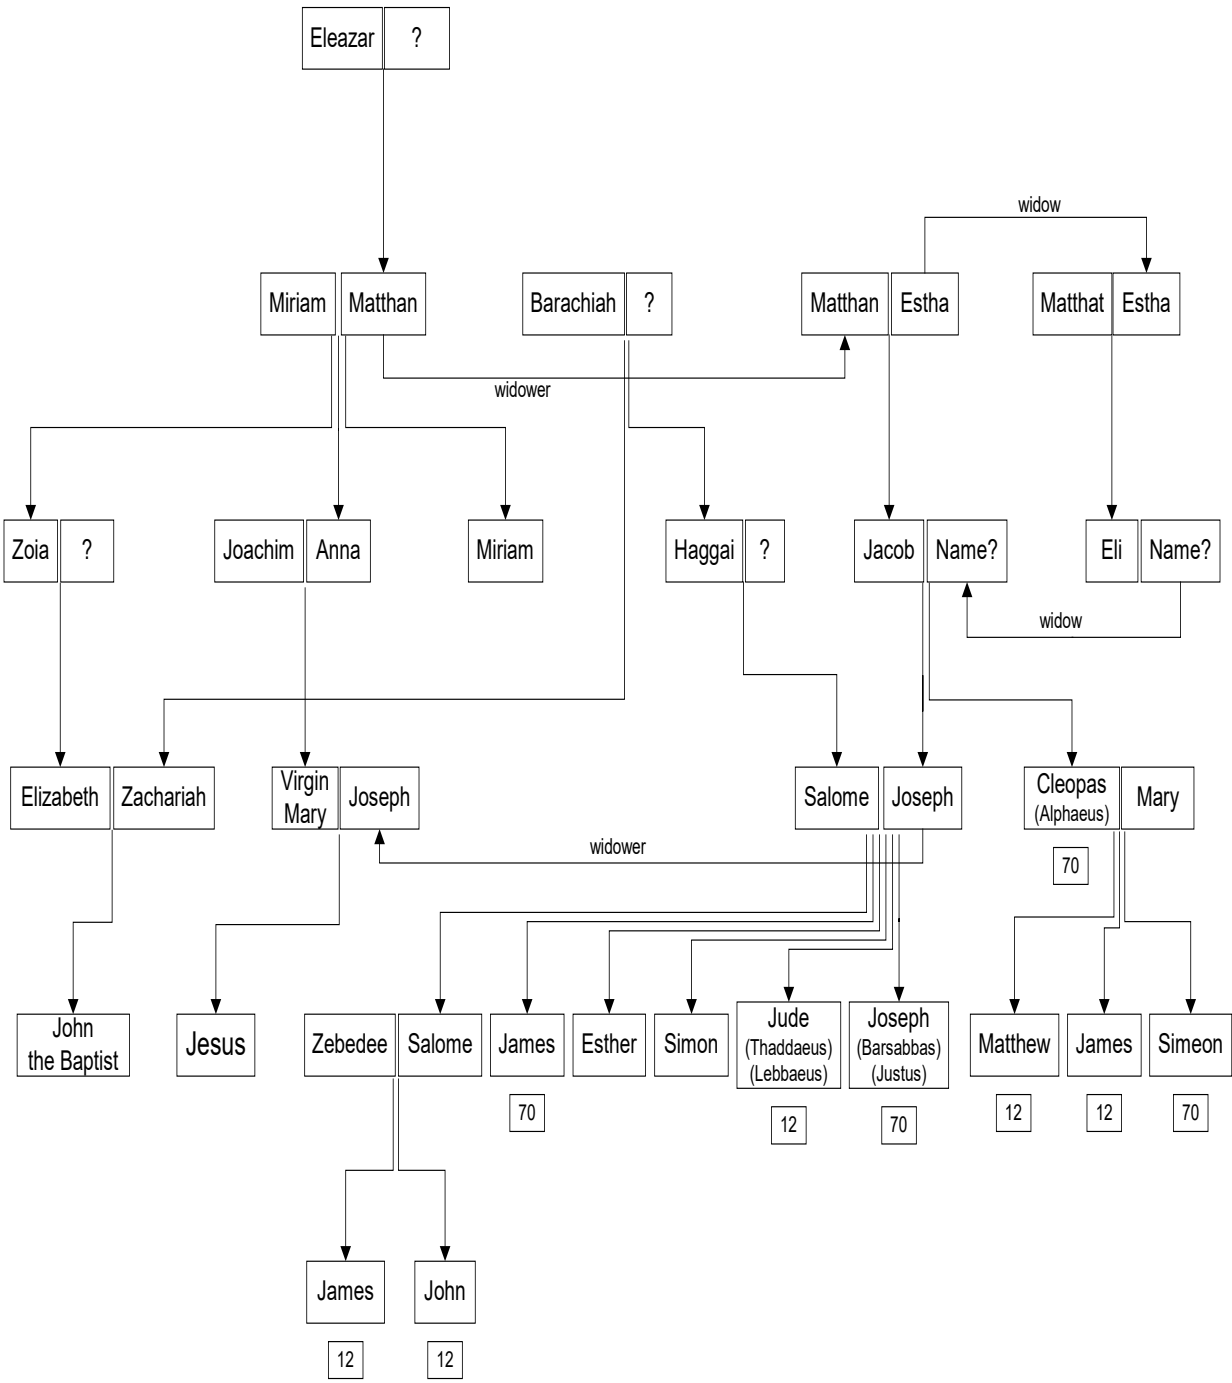 Eleazar ?
widow
Miriam Matthan Barachiah ? Matthan Estha Matthat Estha
widower
Zoia ? Joachim Anna Miriam Haggai ? Jacob Name? Eli Name?
widow
Elizabeth Zachariah Virgin Mary Joseph Salome Joseph Cleopas (Alphaeus) Mary
widower
70
John the Baptist Jesus Zebedee Salome James Esther Simon Jude (Thaddaeus) (Lebbaeus) Joseph (Barsabbas) (Justus) Matthew James Simeon
70 12 70 12 12 70
James John
12 12